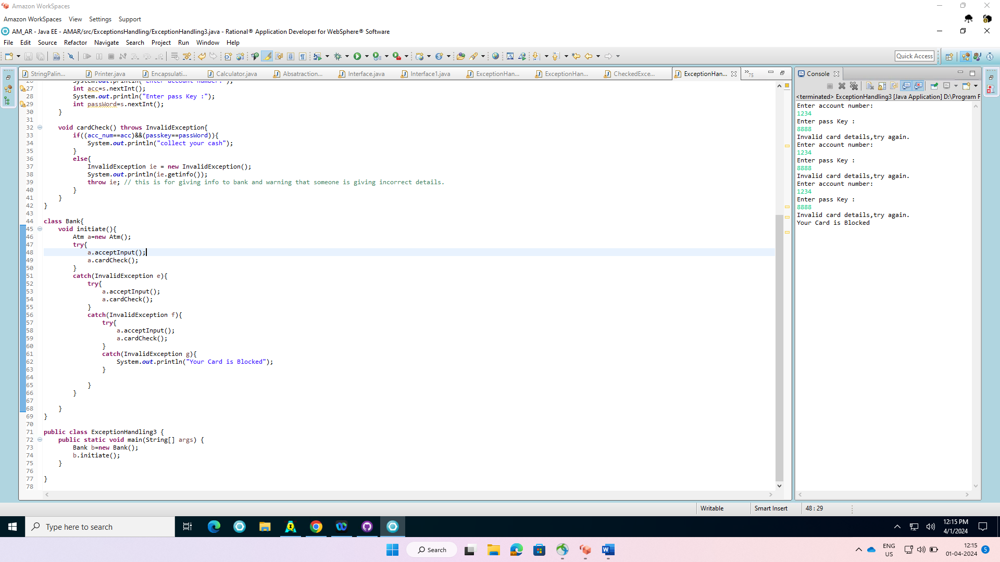 Amazon WorkSpaces
Amazon WorkSpaces View Settings Support
AM_AR - Java EE - AMAR/src/ExceptionsHandling/ExceptionHandling3.java - Rational® Application Developer for WebSphere® Software
File Edit Source Refactor Navigate Search Project Run Window Help
Quick Access
StringPalin... Printer.java Encapsulati... Calculator.java Absatraction... Interface.java Interface1.java ExceptionHan... ExceptionHan... CheckedExce... ExceptionHan... »75
26 System.out.println("Enter account number:");
27 int acc=s.nextInt();
28 System.out.println("Enter pass Key :");
29 int passWord=s.nextInt();
30 }
31
32 void cardCheck() throws InvalidException{
33 if((acc_num==acc)&&(passkey==passWord)){
34 System.out.println("collect your cash");
35 }
36 else{
37 InvalidException ie = new InvalidException();
38 System.out.println(ie.getinfo());
39 throw ie; // this is for giving info to bank and warning that someone is giving incorrect details.
40 }
41 }
42 }
43
44 class Bank{
45 void initiate(){
46 Atm a=new Atm();
47 try{
48 a.acceptInput();
49 a.cardCheck();
50 }
51 catch(InvalidException e){
52 try{
53 a.acceptInput();
54 a.cardCheck();
55 }
56 catch(InvalidException f){
57 try{
58 a.acceptInput();
59 a.cardCheck();
60 }
61 catch(InvalidException g){
62 System.out.println("Your Card is Blocked");
63 }
64
65 }
66 }
67
68 }
69 }
70
71 public class ExceptionHandling3 {
72 public static void main(String[] args) {
73 Bank b=new Bank();
74 b.initiate();
75 }
76
77 }
78
Console
<terminated> ExceptionHandling3 [Java Application] D:\Program F
Enter account number:
1234
Enter pass Key :
8888
Invalid card details,try again.
Enter account number:
1234
Enter pass Key :
8888
Invalid card details,try again.
Enter account number:
1234
Enter pass Key :
8888
Invalid card details,try again.
Your Card is Blocked
Writable Smart Insert 48 : 29
Type here to search
12:15 PM
4/1/2024
Search
ENG
US
12:15
01-04-2024
5